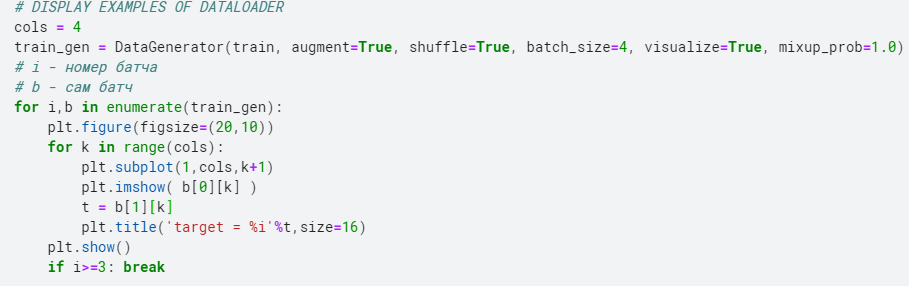 # DISPLAY EXAMPLES OF DATALOADER
cols = 4
train_gen = DataGenerator(train, augment=True, shuffle=True, batch_size=4, visualize=True, mixup_prob=1.0)
# i - номер батча
# b - сам батч
for i,b in enumerate(train_gen):
    plt.figure(figsize=(20,10))
    for k in range(cols):
        plt.subplot(1,cols,k+1)
        plt.imshow( b[0][k] )
        t = b[1][k]
        plt.title('target = %i'%t,size=16)
    plt.show()
    if i>=3: break